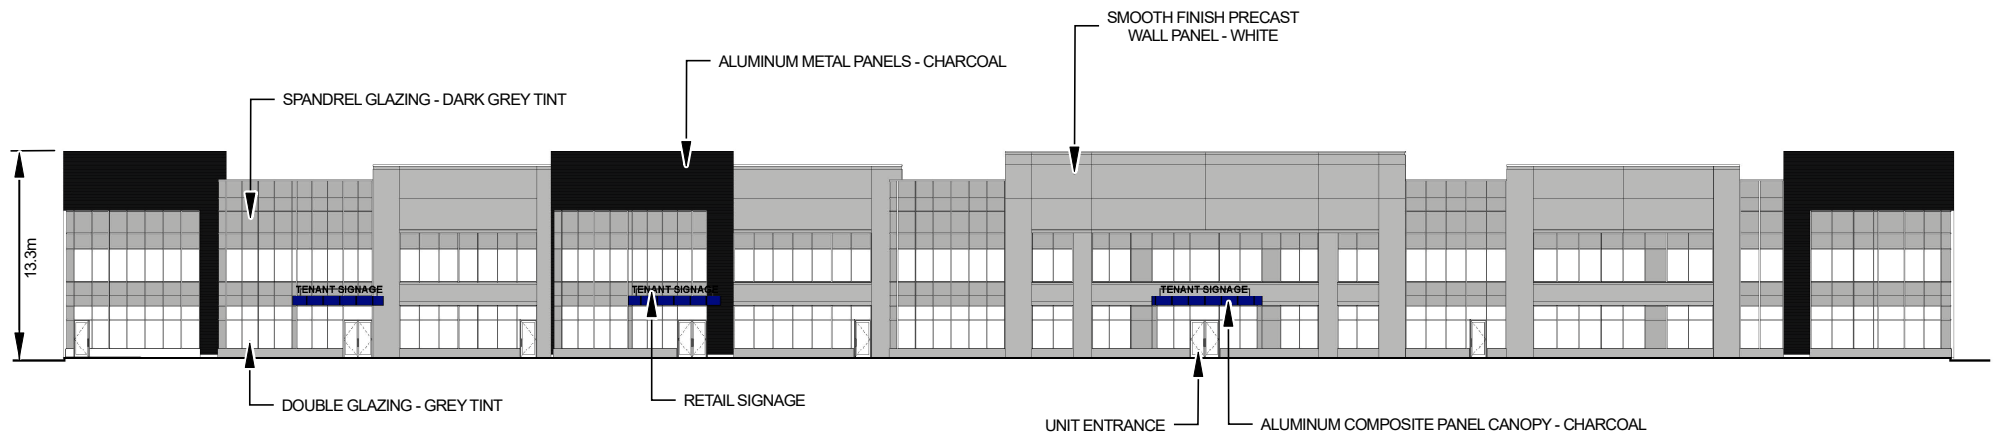 SMOOTH FINISH PRECAST
WALL PANEL - WHITE
ALUMINUM METAL PANELS - CHARCOAL
SPANDREL GLAZING - DARK GREY TINT
13.3m
TENANT SIGNAGE
TENANT SIGNAGE
TENANT SIGNAGE
DOUBLE GLAZING - GREY TINT
RETAIL SIGNAGE
UNIT ENTRANCE
ALUMINUM COMPOSITE PANEL CANOPY - CHARCOAL